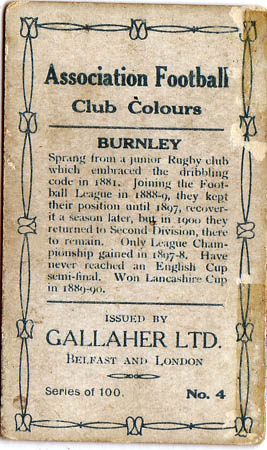 Association Football
Club Colours
BURNLEY
Sprang from a junior Rugby club
which embraced the dribbling
code in 1881. Joining the Foot-
ball League in 1888-9, they kept
their position until 1897, recover-
it a season later, but in 1900 they
returned to Second Division, there
to remain. Only League Cham-
pionship gained in 1897-8. Have
never reached an English Cup
semi-final. Won Lancashire Cup
in 1889-90.
ISSUED BY
GALLAHER LTD.
BELFAST AND LONDON
Series of 100.
No. 4